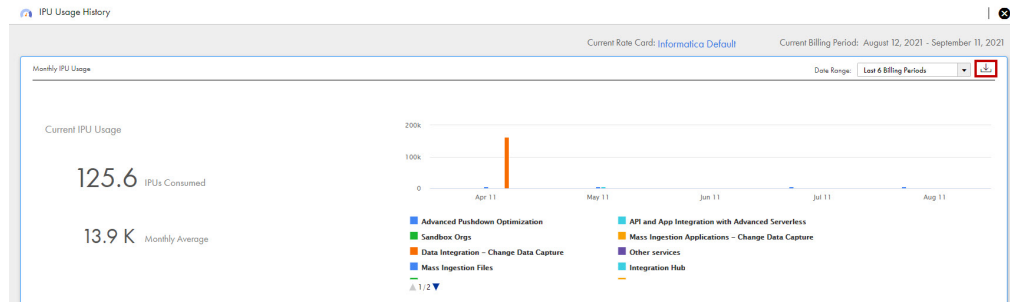 IPU Usage History
Current Rate Card: Informatica Default Current Billing Period: August 12, 2021 - September 11, 2021
Monthly IPU Usage Date Range: Last 6 Billing Periods
Current IPU Usage
125.6 IPUs Consumed
13.9 K Monthly Average
200k
100k
0
Apr 11 May 11 Jun 11 Jul 11 Aug 11
Advanced Pushdown Optimization API and App Integration with Advanced Serverless
Sandbox Orgs Mass Ingestion Applications - Change Data Capture
Data Integration - Change Data Capture Other services
Mass Ingestion Files Integration Hub
1/2